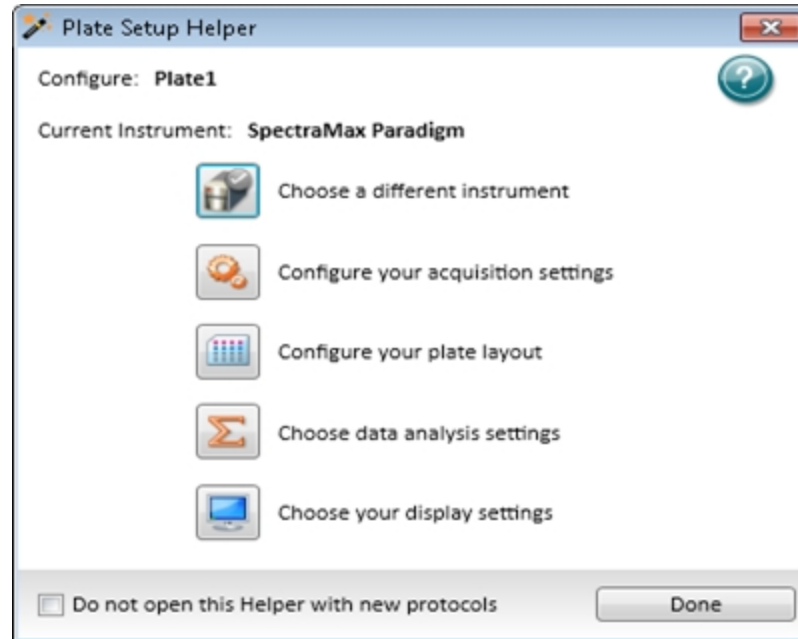 Plate Setup Helper
Configure: Plate1
?
Current Instrument: SpectraMax Paradigm
Choose a different instrument
Configure your acquisition settings
Configure your plate layout
Σ
Choose data analysis settings
Choose your display settings
Do not open this Helper with new protocols
Done